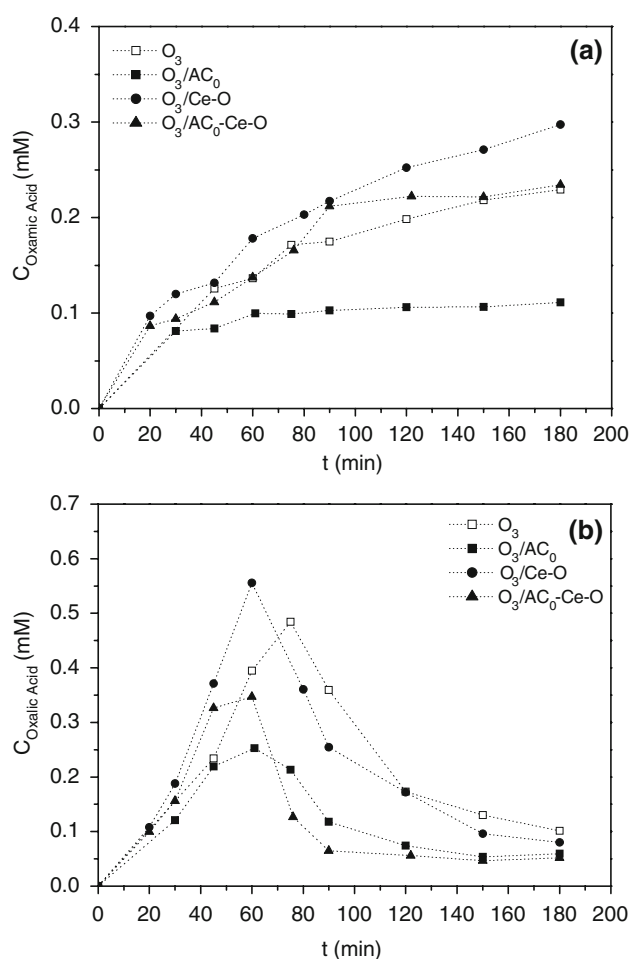 0.4
(a)
O3
O3/AC0
O3/Ce-O
O3/AC0-Ce-O
0.3
0.2
0.1
0.0
C Oxamic Acid (mM)
0 20 40 60 80 100 120 140 160 180 200
t (min)
0.7
(b)
O3
O3/AC0
O3/Ce-O
O3/AC0-Ce-O
0.6
0.5
0.4
0.3
0.2
0.1
0.0
C Oxalic Acid (mM)
0 20 40 60 80 100 120 140 160 180 200
t (min)